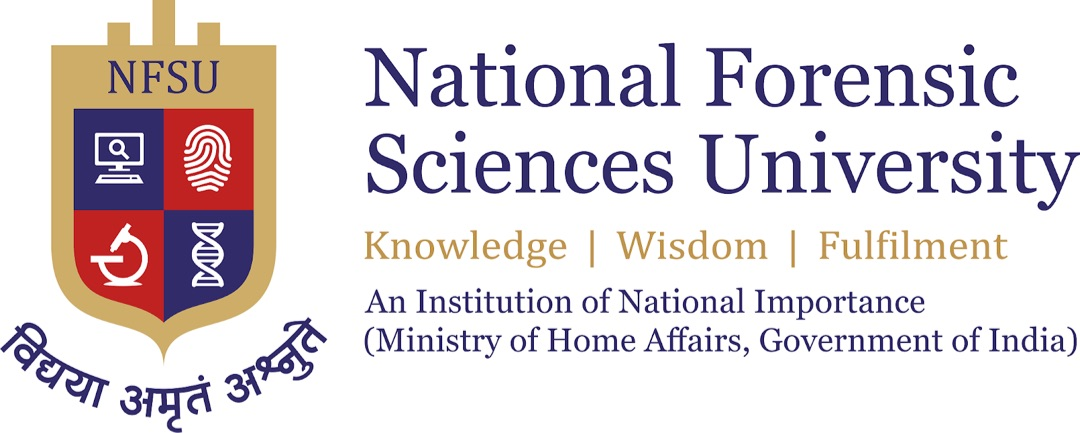 NFSU
विद्यया अमृतं अश्नुते
National Forensic
Sciences University
Knowledge | Wisdom | Fulfilment
An Institution of National Importance
(Ministry of Home Affairs, Government of India)